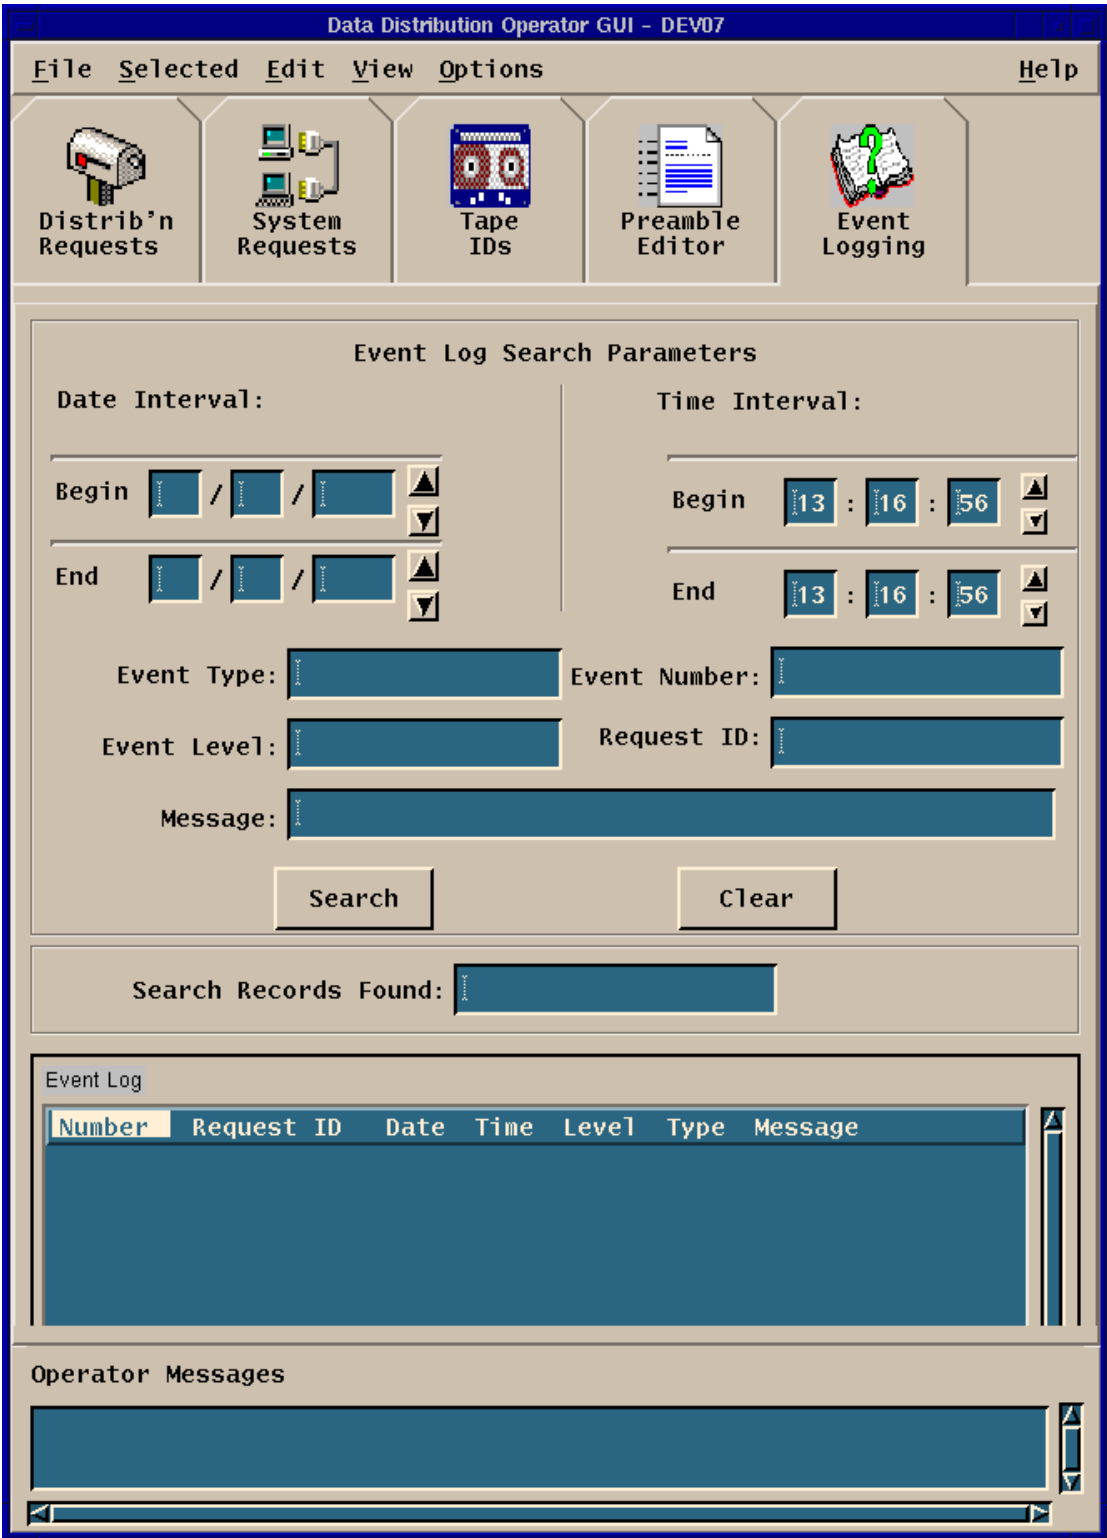 Data Distribution Operator GUI - DEV07
File Selected Edit View Options Help
Distrib'n
Requests
System
Requests
Tape
IDs
Preamble
Editor
Event
Logging
Event Log Search Parameters
Date Interval:
Time Interval:
Begin / /
Begin 13 : 16 : 56
End / /
End 13 : 16 : 56
Event Type:
Event Number:
Event Level:
Request ID:
Message:
Search
Clear
Search Records Found:
Event Log
Number Request ID Date Time Level Type Message
Operator Messages